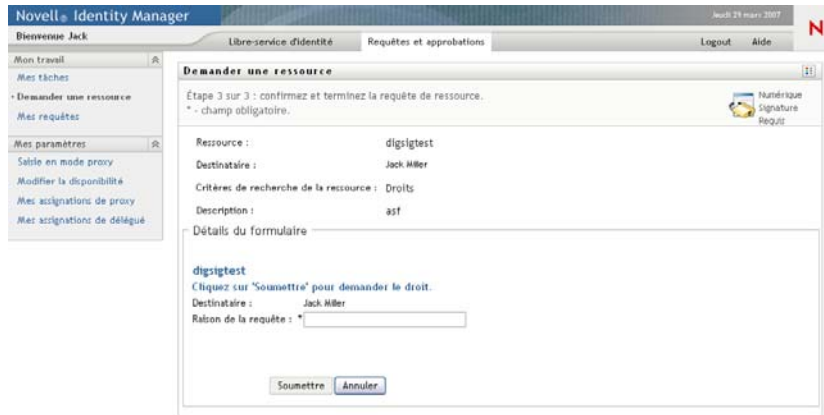 Novell® Identity Manager
Jeudi 29 mars 2007
N
Bienvenue Jack
Libre-service d'identité
Requêtes et approbations
Logout
Aide
Mon travail
Mes tâches
Demander une ressource
Mes requêtes
Mes paramètres
Saisie en mode proxy
Modifier la disponibilité
Mes assignations de proxy
Mes assignations de délégué
Demander une ressource
Étape 3 sur 3 : confirmez et terminez la requête de ressource.
* - champ obligatoire.
Numérique
Signature
Requis
Ressource : digsigtest
Destinataire : Jack Miller
Critères de recherche de la ressource : Droits
Description : asf
Détails du formulaire
digsigtest
Cliquez sur 'Soumettre' pour demander le droit.
Destinataire : Jack Miller
Raison de la requête : *
Soumettre Annuler